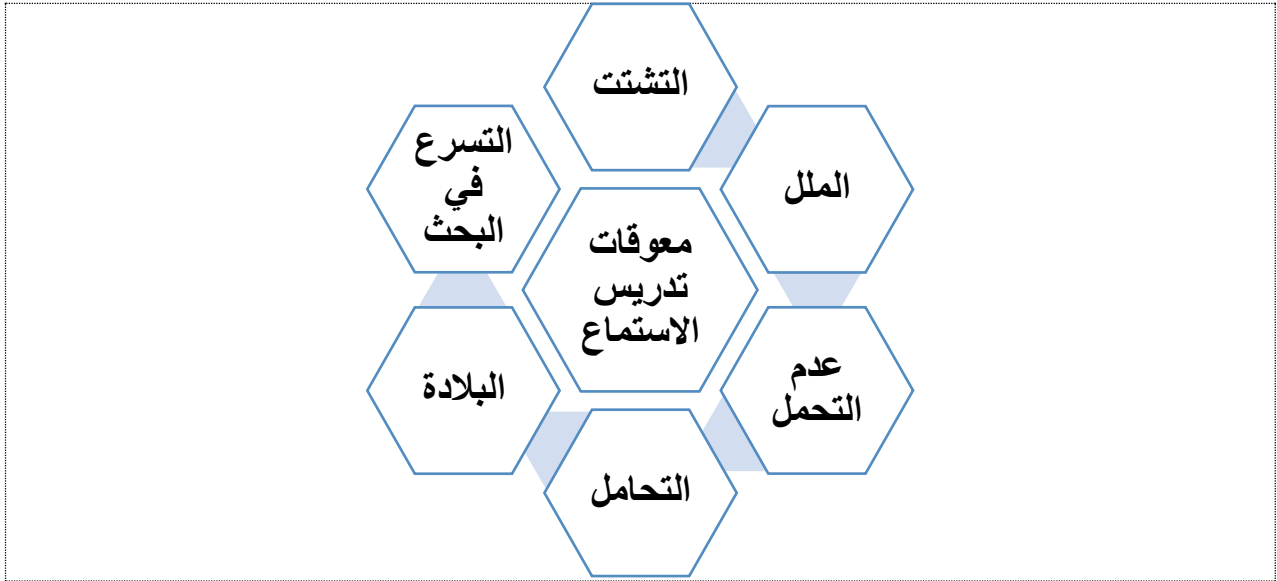 التشتت
الملل
عدم
التحمل
التحامل
البلادة
التسرع
في
البحث
معوقات
تدريس
الاستماع